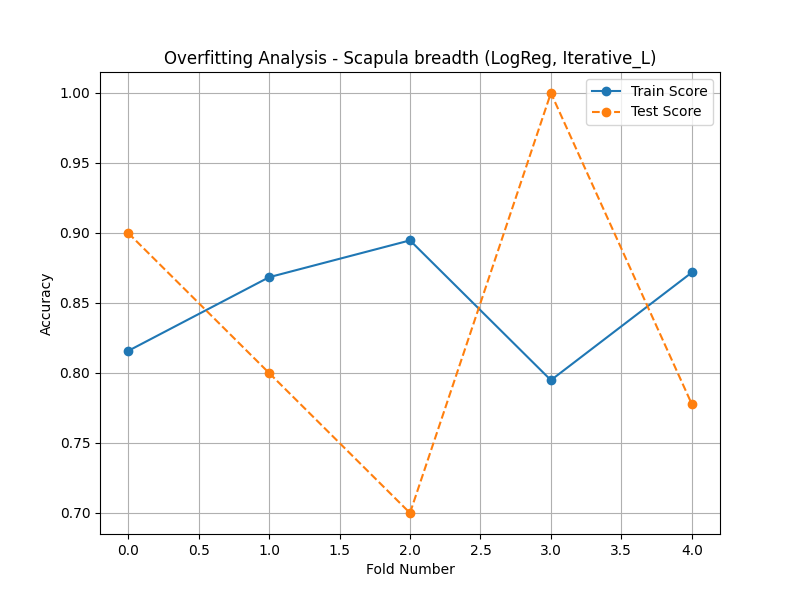 Overfitting Analysis - Scapula breadth (LogReg, Iterative_L)
Train Score
Test Score
1.00
0.95
0.90
0.85
0.80
0.75
0.70
Accuracy
0.0 0.5 1.0 1.5 2.0 2.5 3.0 3.5 4.0
Fold Number